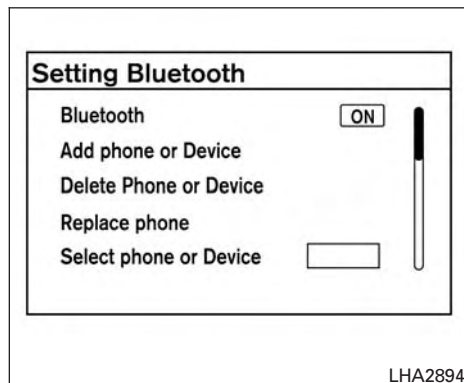 Setting Bluetooth
Bluetooth ON
Add phone or Device
Delete Phone or Device
Replace phone
Select phone or Device
LHA2894